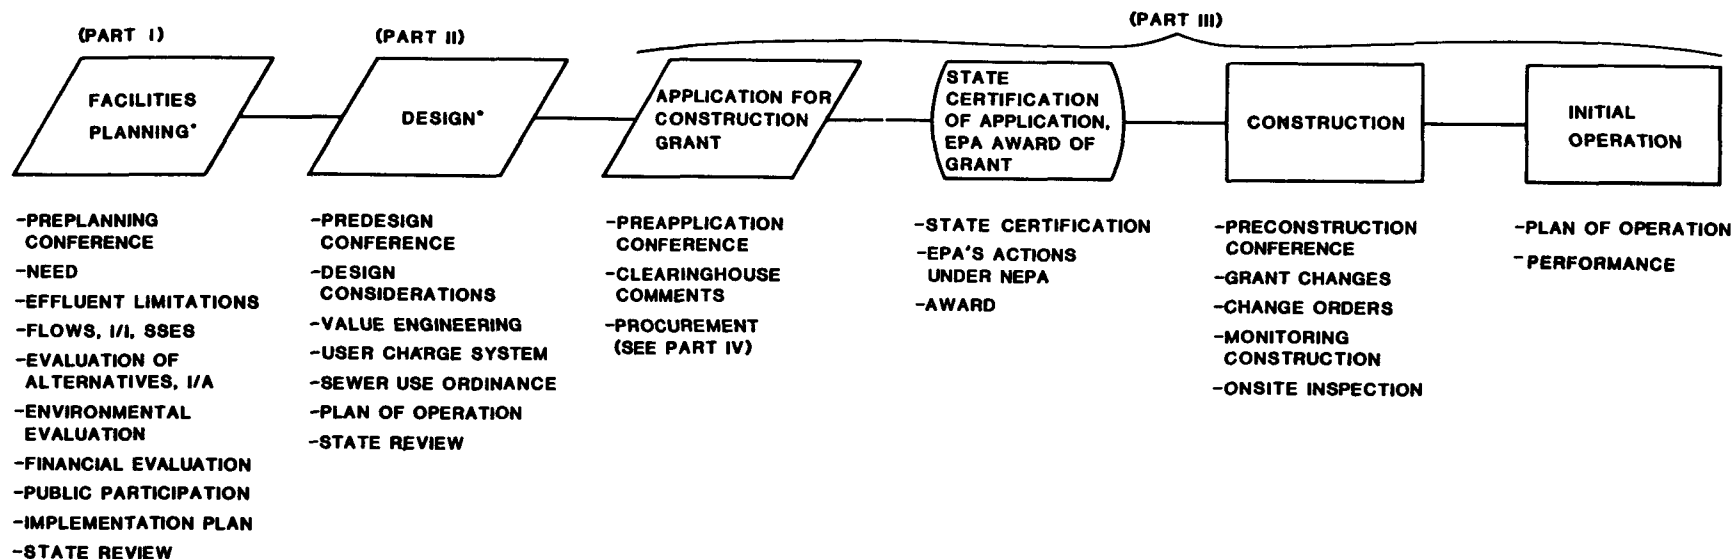 (PART I)
(PART II)
(PART III)
FACILITIES
PLANNING*
DESIGN*
APPLICATION FOR
CONSTRUCTION
GRANT
STATE
CERTIFICATION
OF APPLICATION,
EPA AWARD OF
GRANT
CONSTRUCTION
INITIAL
OPERATION
-PREPLANNING
CONFERENCE
-NEED
-EFFLUENT LIMITATIONS
-FLOWS, I/I, SSES
-EVALUATION OF
ALTERNATIVES, I/A
-ENVIRONMENTAL
EVALUATION
-FINANCIAL EVALUATION
-PUBLIC PARTICIPATION
-IMPLEMENTATION PLAN
-STATE REVIEW
-PREDESIGN
CONFERENCE
-DESIGN
CONSIDERATIONS
-VALUE ENGINEERING
-USER CHARGE SYSTEM
-SEWER USE ORDINANCE
-PLAN OF OPERATION
-STATE REVIEW
-PREAPPLICATION
CONFERENCE
-CLEARINGHOUSE
COMMENTS
-PROCUREMENT
(SEE PART IV)
-STATE CERTIFICATION
-EPA'S ACTIONS
UNDER NEPA
-AWARD
-PRECONSTRUCTION
CONFERENCE
-GRANT CHANGES
-CHANGE ORDERS
-MONITORING
CONSTRUCTION
-ONSITE INSPECTION
-PLAN OF OPERATION
-PERFORMANCE